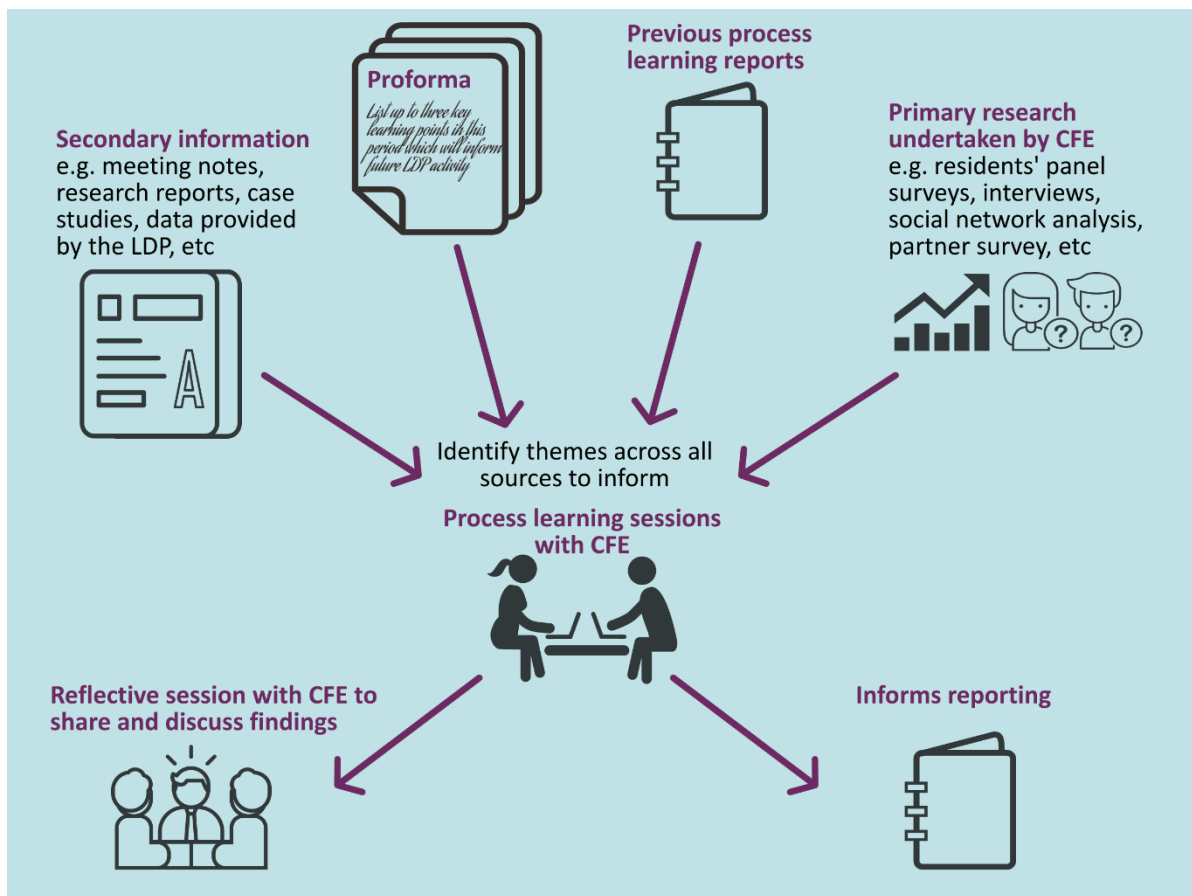 Secondary information
e.g. meeting notes,
research reports, case
studies, data provided
by the LDP, etc
A
Proforma
List up to three key
learning points in this
period which will inform
future LDP activity
Previous process
learning reports
Primary research
undertaken by CFE
e.g. residents' panel
surveys, interviews,
social network analysis,
partner survey, etc
? ?
Identify themes across all
sources to inform
Process learning sessions
with CFE
Reflective session with CFE to
share and discuss findings
Informs reporting